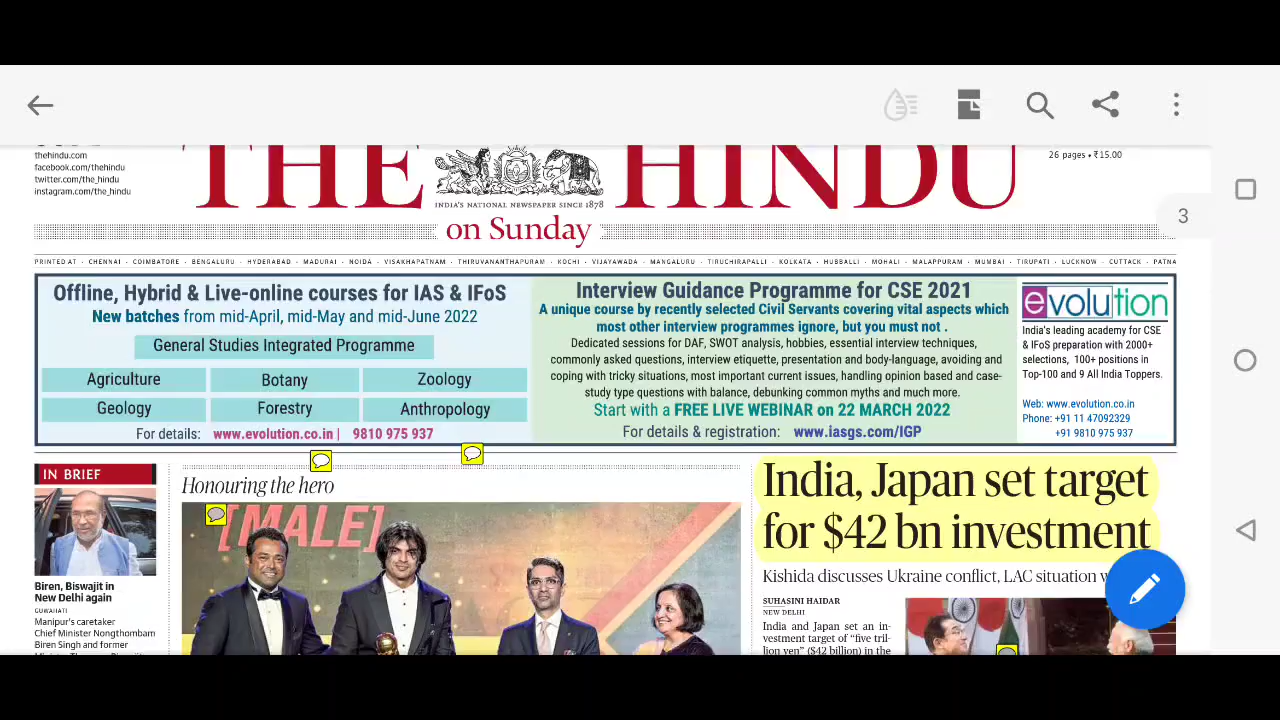 thehindu.com
facebook.com/thehindu
twitter.com/the_hindu
instagram.com/the_hindu
THE HINDU
INDIA'S NATIONAL NEWSPAPER SINCE 1878
26 pages • ₹15.00
3
on Sunday
PRINTED AT · CHENNAI · COIMBATORE · BENGALURU · HYDERABAD · MADURAI · NOIDA · VISAKHAPATNAM · THIRUVANANTHAPURAM · KOCHI · VIJAYAWADA · MANGALURU · TIRUCHIRAPALLI · KOLKATA · HUBBALLI · MOHALI · MALAPPURAM · MUMBAI · TIRUPATI · LUCKNOW · CUTTACK · PATNA
Offline, Hybrid & Live-online courses for IAS & IFoS
New batches from mid-April, mid-May and mid-June 2022
General Studies Integrated Programme
Agriculture Botany Zoology
Geology Forestry Anthropology
For details: www.evolution.co.in | 9810 975 937
Interview Guidance Programme for CSE 2021
A unique course by recently selected Civil Servants covering vital aspects which
most other interview programmes ignore, but you must not .
Dedicated sessions for DAF, SWOT analysis, hobbies, essential interview techniques,
commonly asked questions, interview etiquette, presentation and body-language, avoiding and
coping with tricky situations, most important current issues, handling opinion based and case-
study type questions with balance, debunking common myths and much more.
Start with a FREE LIVE WEBINAR on 22 MARCH 2022
For details & registration: www.iasgs.com/IGP
evolution
India's leading academy for CSE
& IFoS preparation with 2000+
selections, 100+ positions in
Top-100 and 9 All India Toppers.
Web: www.evolution.co.in
Phone: +91 11 47092329
+91 9810 975 937
IN BRIEF
Biren, Biswajit in
New Delhi again
GUWAHATI
Manipur's caretaker
Chief Minister Nongthombam
Biren Singh and former
Honouring the hero
[MALE]
India, Japan set target
for $42 bn investment
Kishida discusses Ukraine conflict, LAC situation
SUHASINI HAIDAR
NEW DELHI
India and Japan set an in-
vestment target of "five tril-
lion yen" ($42 billion) in the